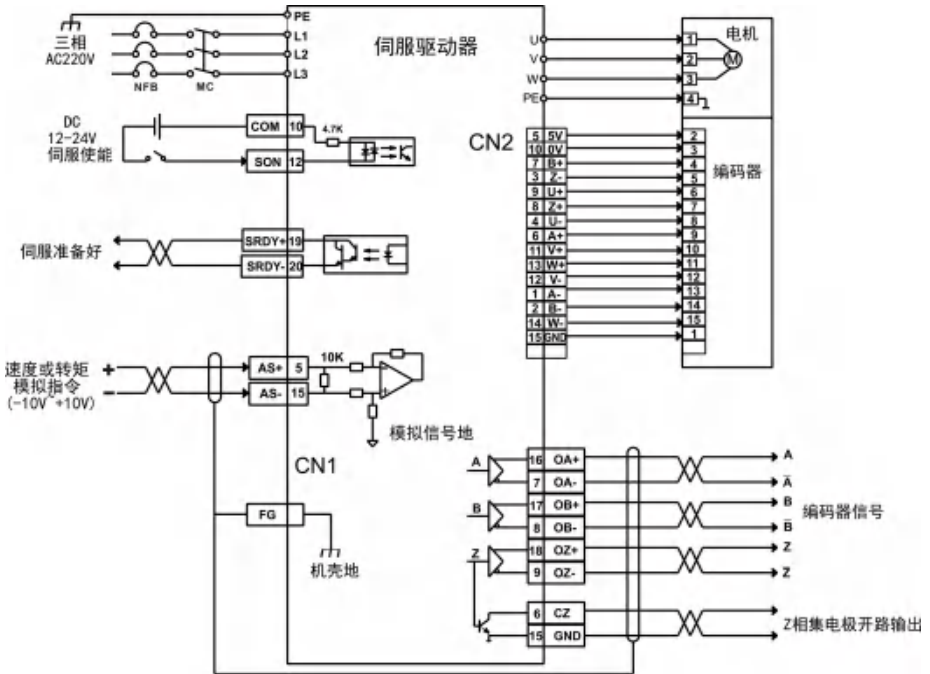 PE
三相
AC220V
L1
L2
L3
NFB
MC
伺服驱动器
U
V
W
PE
电机
1
2
3
4
M
DC
12-24V
伺服使能
COM 10
4.7K
SON 12
CN2
5 5V 2
10 0V 3
7 B+ 4
3 Z- 5
9 U+ 6
8 Z+ 7
4 U- 8
6 A+ 9
11 V+ 10
13 W+ 11
12 V- 12
1 A- 13
2 B- 14
14 W- 15
15 GND 1
编码器
伺服准备好
SRDY+ 19
SRDY- 20
速度或转矩
模拟指令
(-10V~+10V)
+
-
AS+ 5
AS- 15
10K
-
+
模拟信号地
CN1
FG
机壳地
A
16 OA+
7 OA-
A
A̅
B
17 OB+
8 OB-
B
B̅
编码器信号
Z
18 OZ+
9 OZ-
Z
Z
6 CZ
15 GND
Z相集电极开路输出